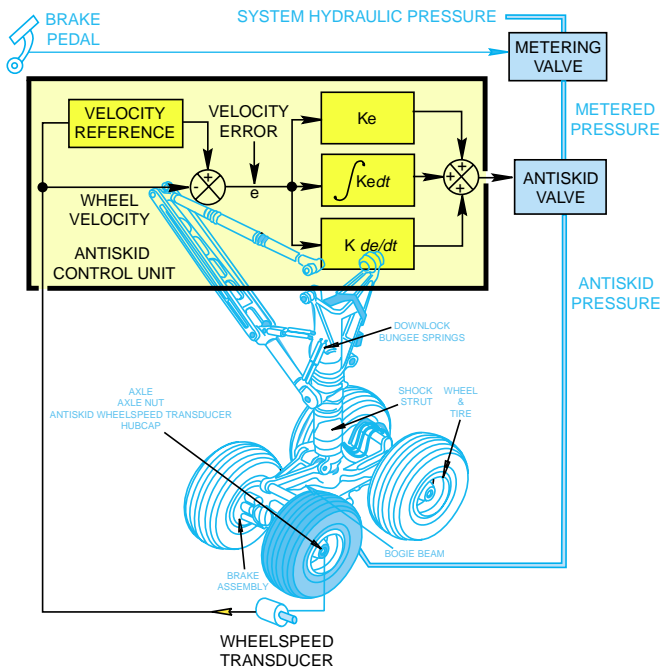 BRAKE
PEDAL
SYSTEM HYDRAULIC PRESSURE
METERING
VALVE
METERED
PRESSURE
VELOCITY
REFERENCE
VELOCITY
ERROR
Ke
+
-
e
∫Kedt
+
+
+
ANTISKID
VALVE
WHEEL
VELOCITY
K de/dt
ANTISKID
CONTROL UNIT
ANTISKID
PRESSURE
DOWNLOCK
BUNGEE SPRINGS
AXLE
AXLE NUT
ANTISKID WHEELSPEED TRANSDUCER
HUBCAP
SHOCK
STRUT
WHEEL
&
TIRE
BOGIE BEAM
BRAKE
ASSEMBLY
WHEELSPEED
TRANSDUCER